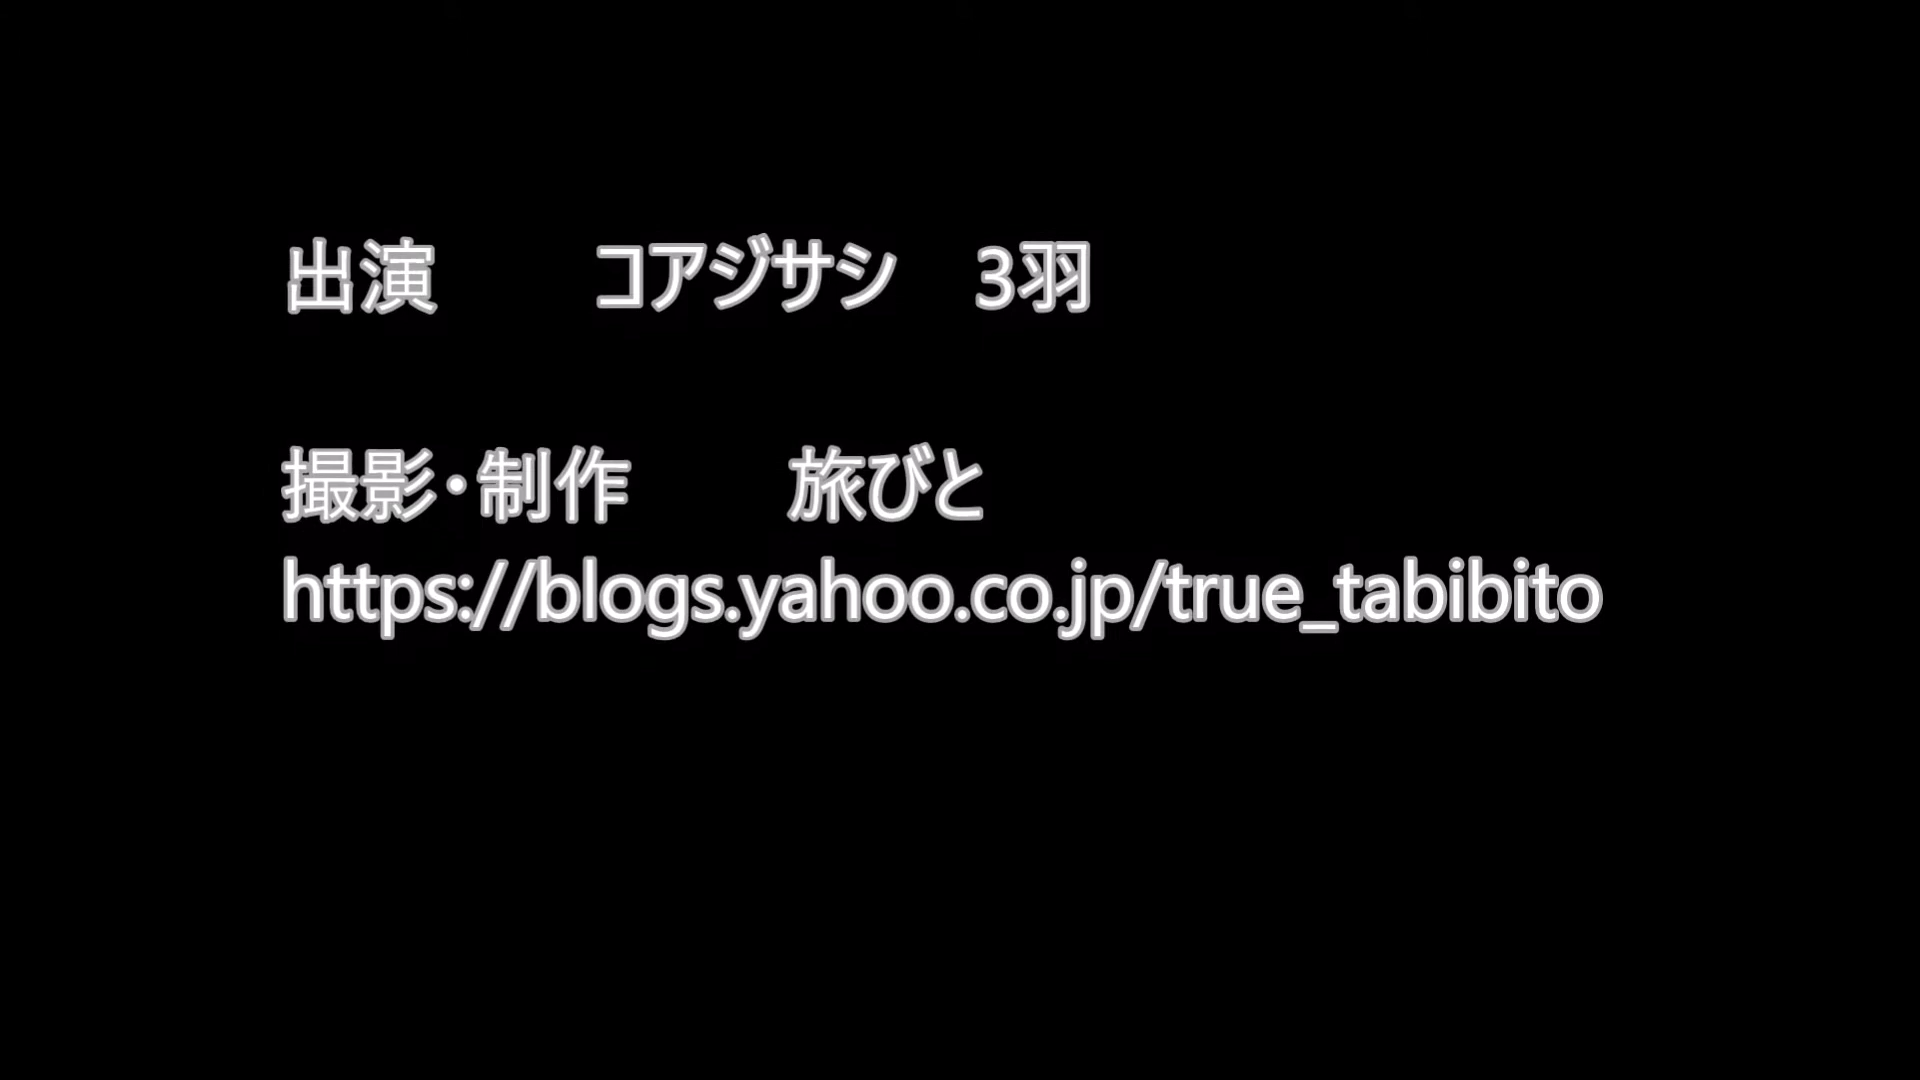 出演　　コアジサシ　3羽
撮影・制作　　旅びと
https://blogs.yahoo.co.jp/true_tabibito